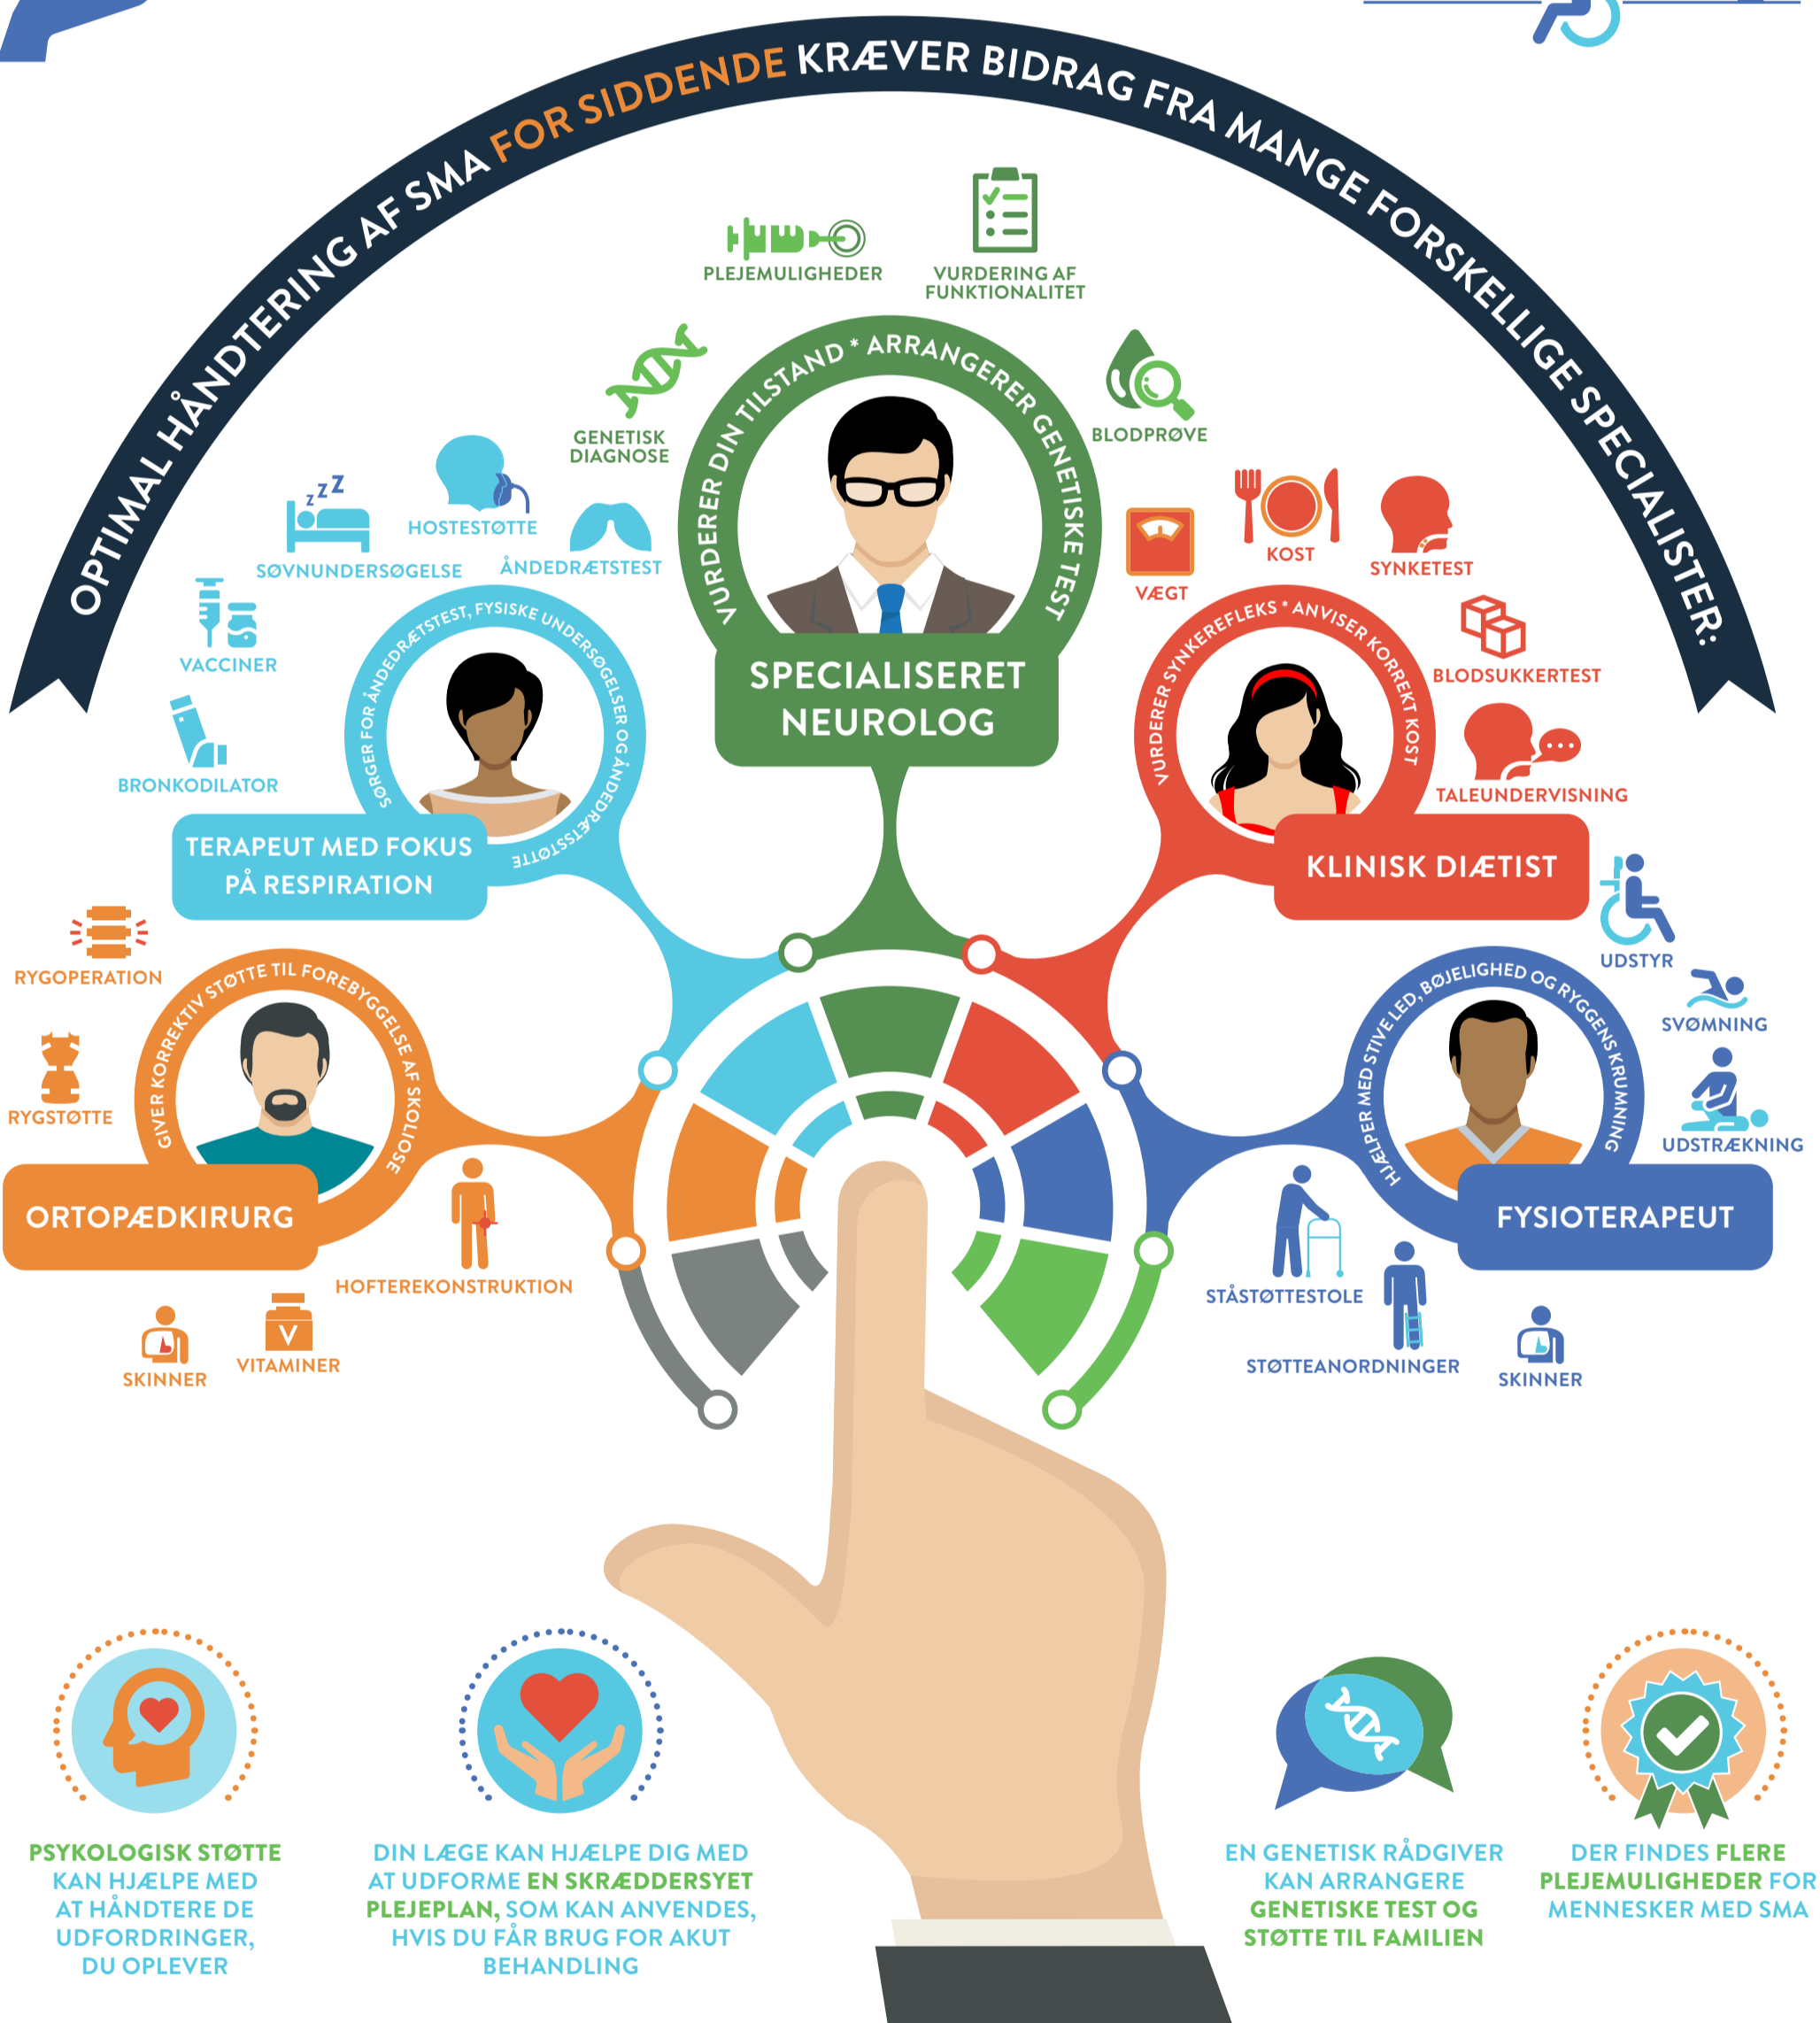 OPTIMAL HÅNDTERING AF SMA FOR SIDDENDE KRÆVER BIDRAG FRA MANGE FORSKELLIGE SPECIALISTER:
PLEJEMULIGHEDER
VURDERING AF
FUNKTIONALITET
GENETISK
DIAGNOSE
BLODPRØVE
VURDERER DIN TILSTAND * ARRANGERER GENETISKE TEST
SPECIALISERET
NEUROLOG
HOSTESTØTTE
SØVNUNDERSØGELSE
zzZ
ÅNDEDRÆTSTEST
VACCINER
BRONKODILATOR
SØRGER FOR ÅNDEDRÆTSTEST, FYSISKE UNDERSØGELSER OG ÅNDEDRÆTSSTØTTE
TERAPEUT MED FOKUS
PÅ RESPIRATION
VÆGT
KOST
SYNKETEST
BLODSUKKERTEST
TALEUNDERVISNING
VURDERER SYNKEREFLEKS * ANVISER KORREKT KOST
KLINISK DIÆTIST
RYGOPERATION
RYGSTØTTE
GIVER KORREKTIV STØTTE TIL FOREBYGGELSE AF SKOLIOSE
ORTOPÆDKIRURG
HOFTEREKONSTRUKTION
SKINNER
V
VITAMINER
UDSTYR
SVØMNING
UDSTRÆKNING
HJÆLPER MED STIVE LED, BØJELIGHED OG RYGGENS KRUMNING
FYSIOTERAPEUT
STÅSTØTTESTOLE
STØTTEANORDNINGER
SKINNER
PSYKOLOGISK STØTTE
KAN HJÆLPE MED
AT HÅNDTERE DE
UDFORDRINGER,
DU OPLEVER
DIN LÆGE KAN HJÆLPE DIG MED
AT UDFORME EN SKRÆDDERSYET
PLEJEPLAN, SOM KAN ANVENDES,
HVIS DU FÅR BRUG FOR AKUT
BEHANDLING
EN GENETISK RÅDGIVER
KAN ARRANGERE
GENETISKE TEST OG
STØTTE TIL FAMILIEN
DER FINDES FLERE
PLEJEMULIGHEDER FOR
MENNESKER MED SMA